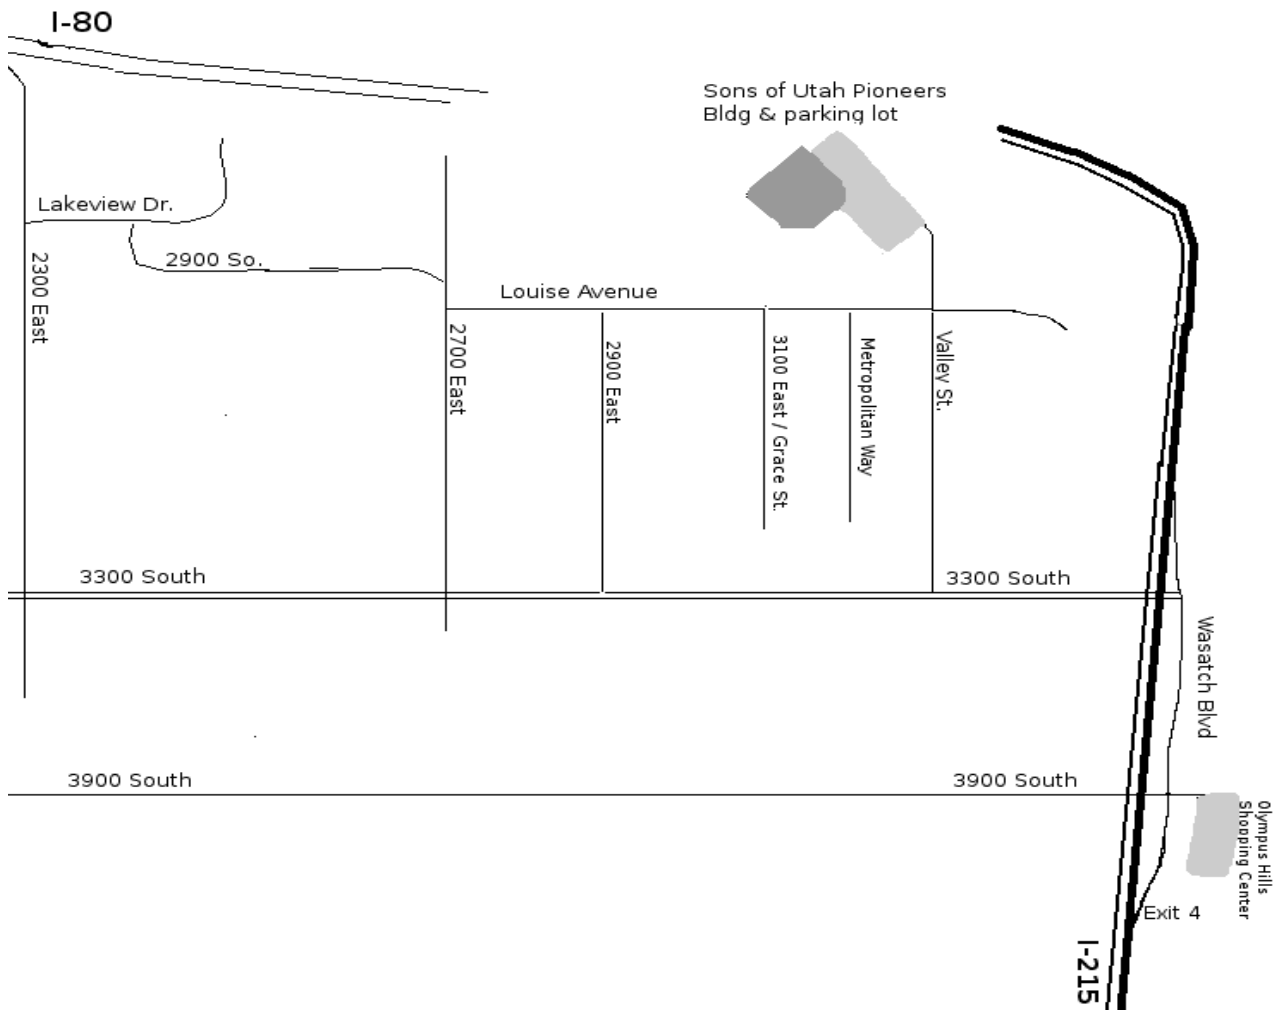 I-80
Sons of Utah Pioneers
Bldg & parking lot
Lakeview Dr.
2900 So.
2300 East
Louise Avenue
2700 East
2900 East
3100 East / Grace St.
Metropolitan Way
Valley St.
3300 South
3300 South
Wasatch Blvd
3900 South
3900 South
Olympus Hills
Shopping Center
Exit 4
I-215